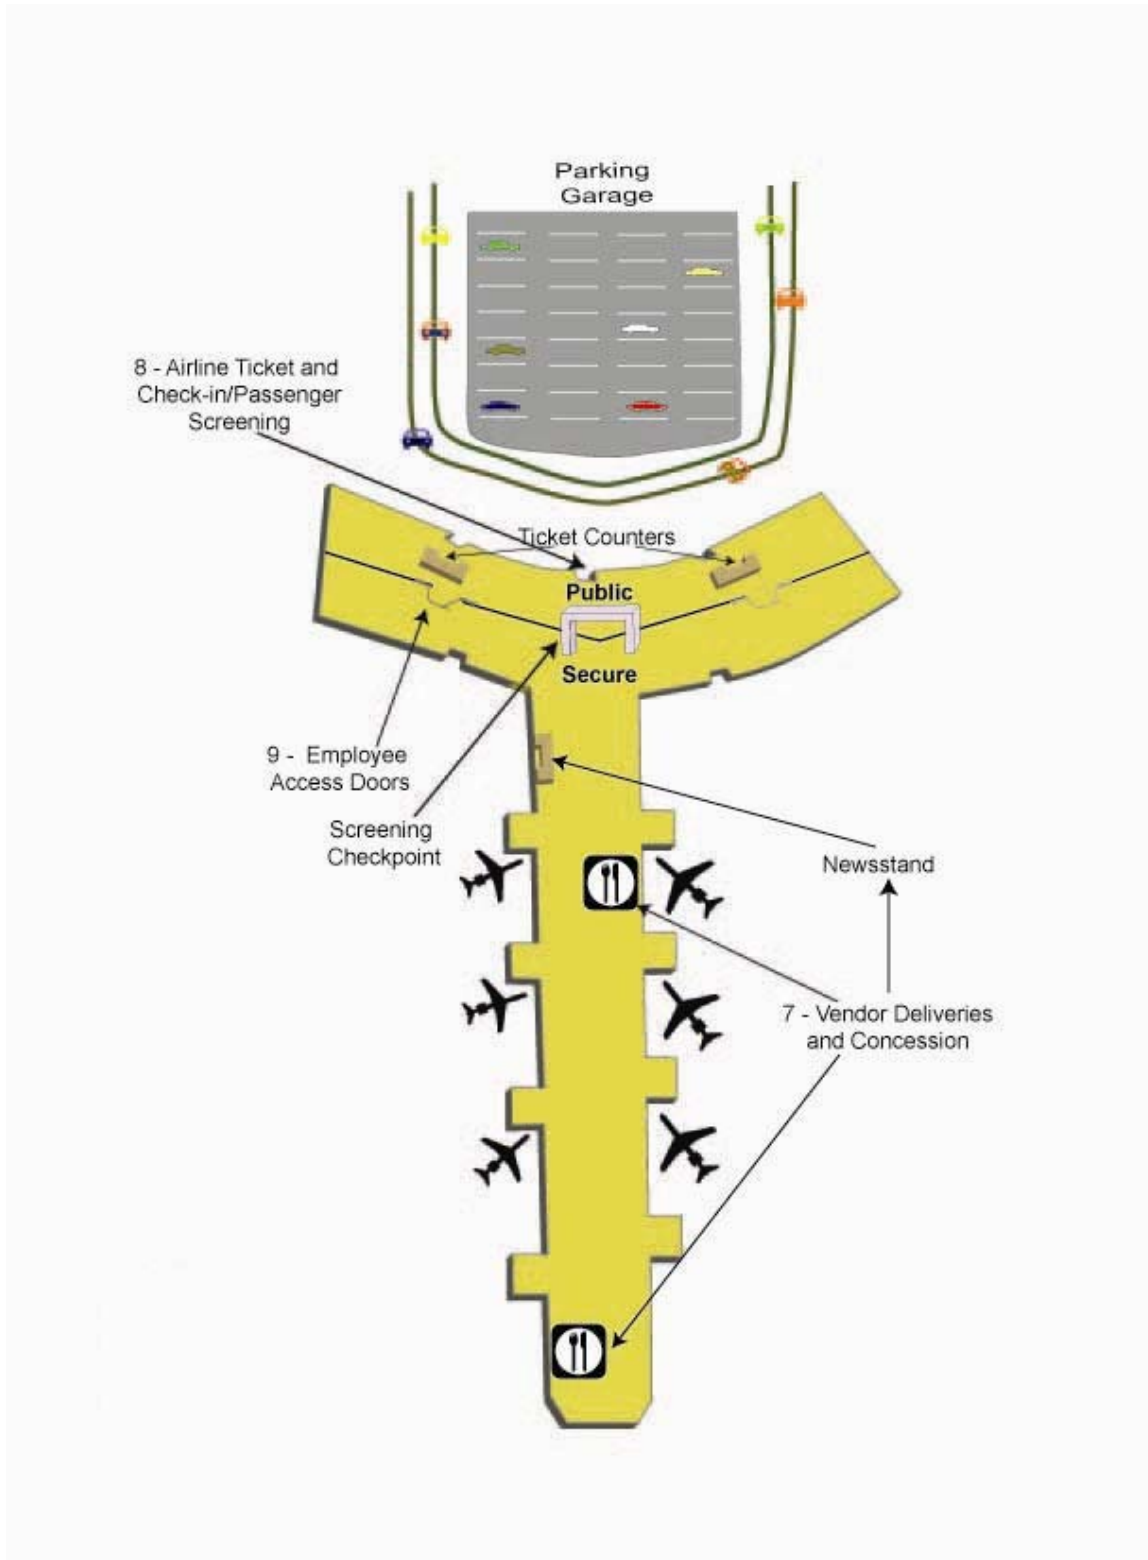 Parking
Garage
8 - Airline Ticket and
Check-in/Passenger
Screening
Ticket Counters
Public
Secure
9 - Employee
Access Doors
Screening
Checkpoint
Newsstand
7 - Vendor Deliveries
and Concession